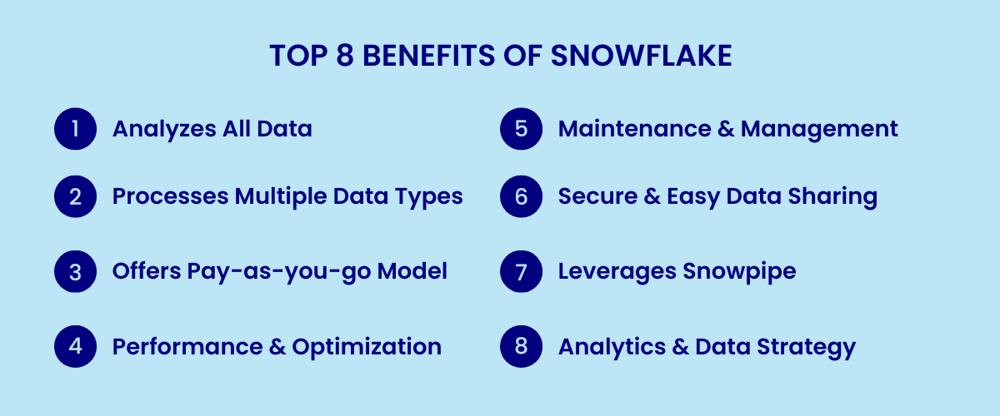 TOP 8 BENEFITS OF SNOWFLAKE
1 Analyzes All Data
2 Processes Multiple Data Types
3 Offers Pay-as-you-go Model
4 Performance & Optimization
5 Maintenance & Management
6 Secure & Easy Data Sharing
7 Leverages Snowpipe
8 Analytics & Data Strategy